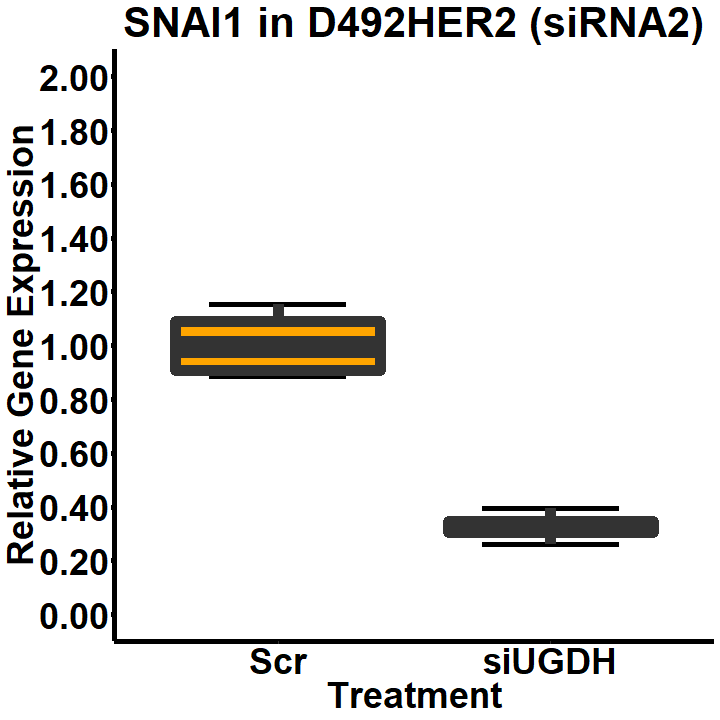 SNAI1 in D492HER2 (siRNA2)
Relative Gene Expression
2.00
1.80
1.60
1.40
1.20
1.00
0.80
0.60
0.40
0.20
0.00
Scr siUGDH
Treatment